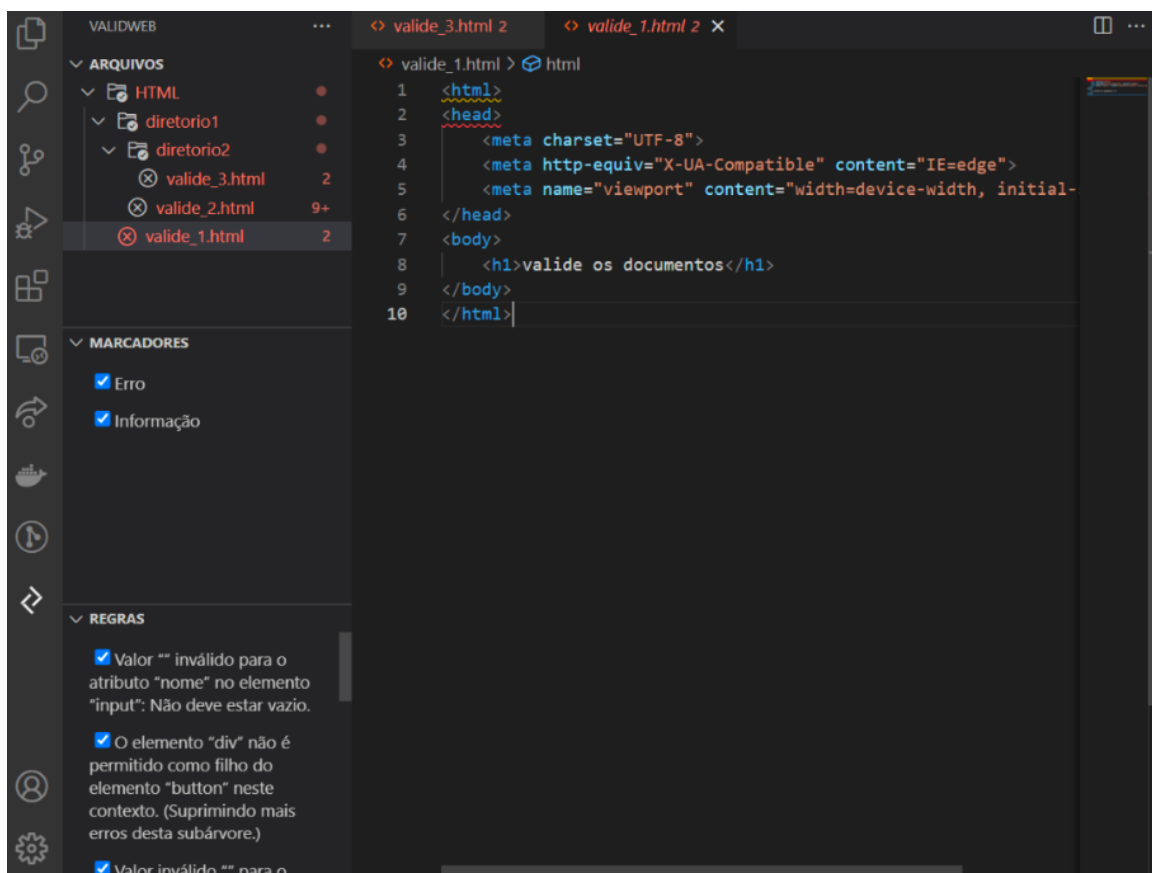 VALIDWEB
ARQUIVOS
HTML
diretorio1
diretorio2
valide_3.html 2
valide_2.html 9+
valide_1.html 2
MARCADORES
Erro
Informação
REGRAS
Valor "" inválido para o
atributo "nome" no elemento
"input": Não deve estar vazio.
O elemento "div" não é
permitido como filho do
elemento "button" neste
contexto. (Suprimindo mais
erros desta subárvore.)
Valor inválido "" para o
valide_3.html 2
valide_1.html 2
valide_1.html > html
1 <html>
2 <head>
3 <meta charset="UTF-8">
4 <meta http-equiv="X-UA-Compatible" content="IE=edge">
5 <meta name="viewport" content="width=device-width, initial-
6 </head>
7 <body>
8 <h1>valide os documentos</h1>
9 </body>
10 </html>